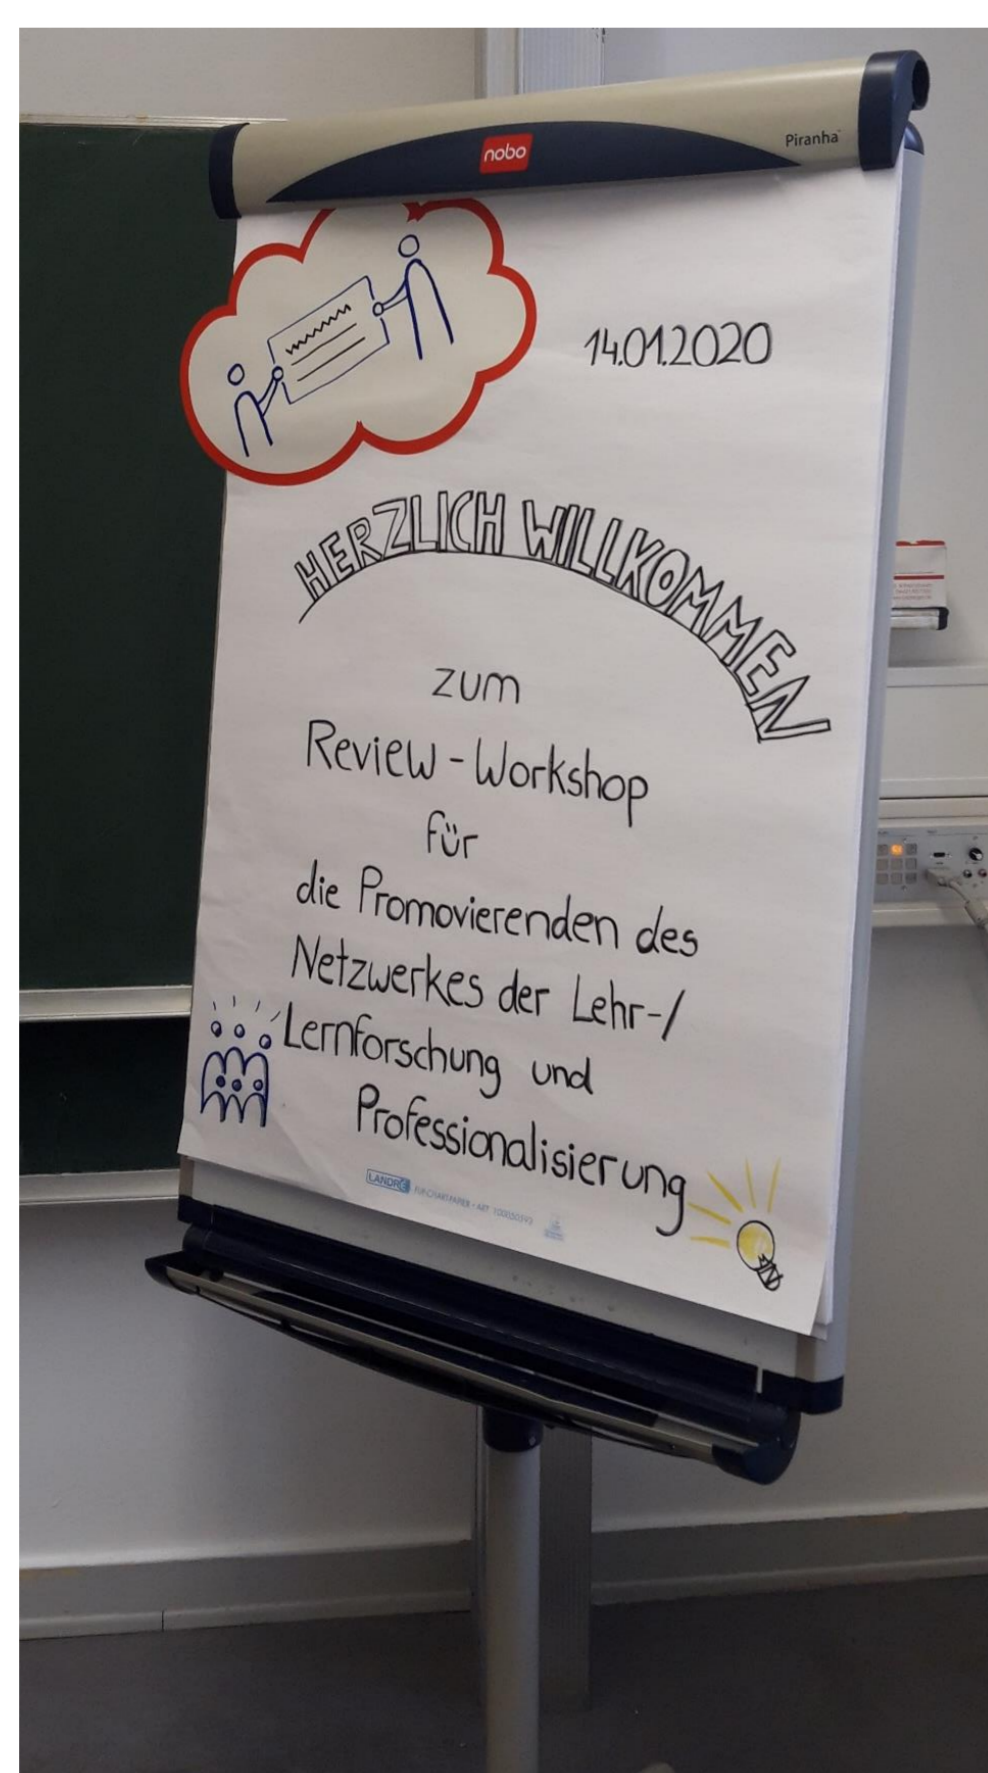 nobo
Piranha
14.01.2020
HERZLICH WILLKOMMEN
zum
Review-Workshop
für
die Promovierenden des
Netzwerkes der Lehr-/
Lernforschung und
Professionalisierung
LANDRÉ